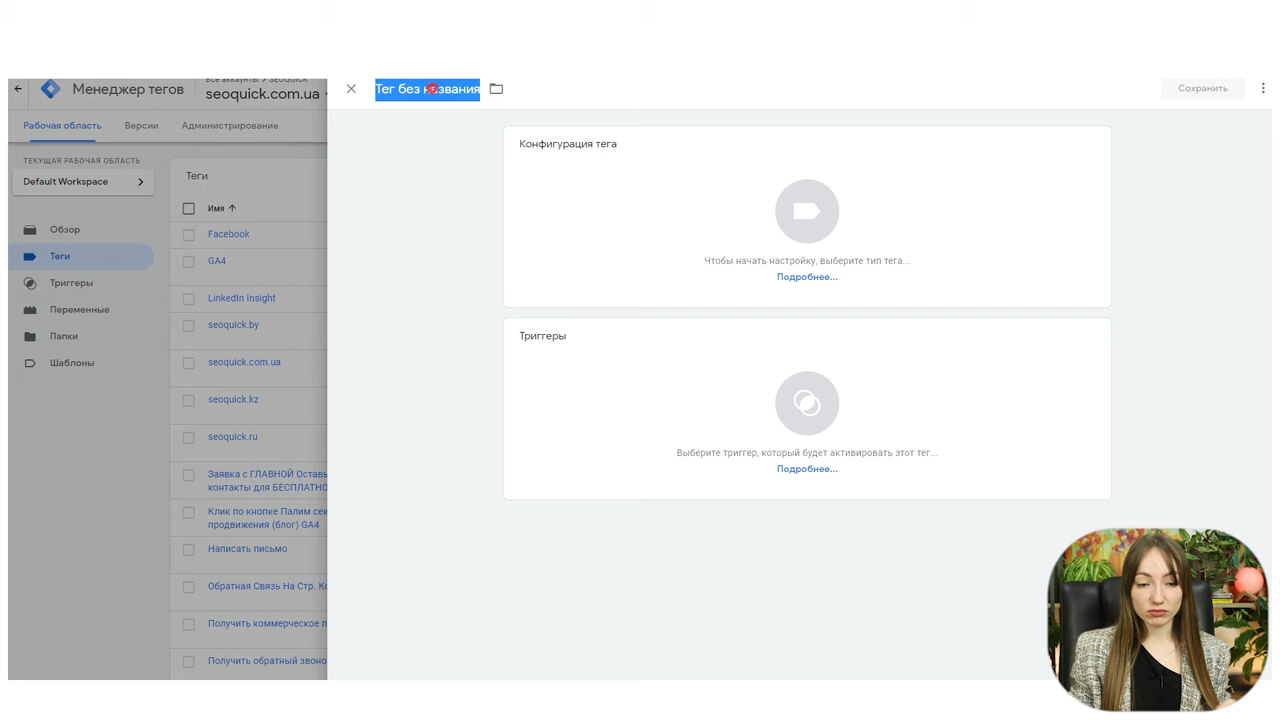 Все аккаунты > SEOQUICK
Менеджер тегов
seoquick.com.ua
Тег без названия
Сохранить
Рабочая область
Версии
Администрирование
ТЕКУЩАЯ РАБОЧАЯ ОБЛАСТЬ
Default Workspace
Обзор
Теги
Триггеры
Переменные
Папки
Шаблоны
Теги
Имя
Facebook
GA4
LinkedIn Insight
seoquick.by
seoquick.com.ua
seoquick.kz
seoquick.ru
Заявка с ГЛАВНОЙ Оставь
контакты для БЕСПЛАТНО
Клик по кнопке Палим сек
продвижения (блог) GA4
Написать письмо
Обратная Связь На Стр. Ко
Получить коммерческое п
Получить обратный звоно
Конфигурация тега
Чтобы начать настройку, выберите тип тега...
Подробнее...
Триггеры
Выберите триггер, который будет активировать этот тег...
Подробнее...